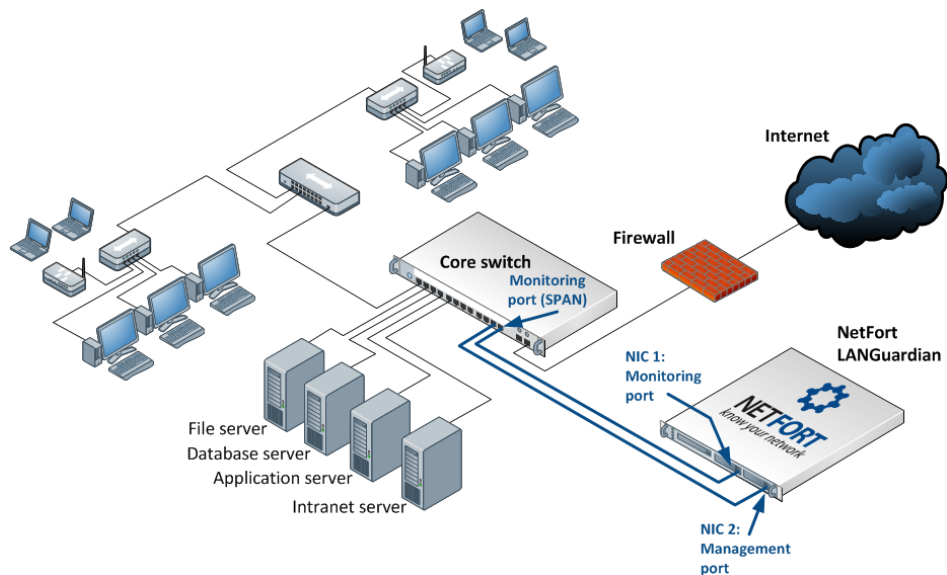 Internet
Firewall
Core switch
Monitoring
port (SPAN)
NetFort
LANGuardian
NIC 1:
Monitoring
port
NETFORT
know your network
File server
Database server
Application server
Intranet server
NIC 2:
Management
port